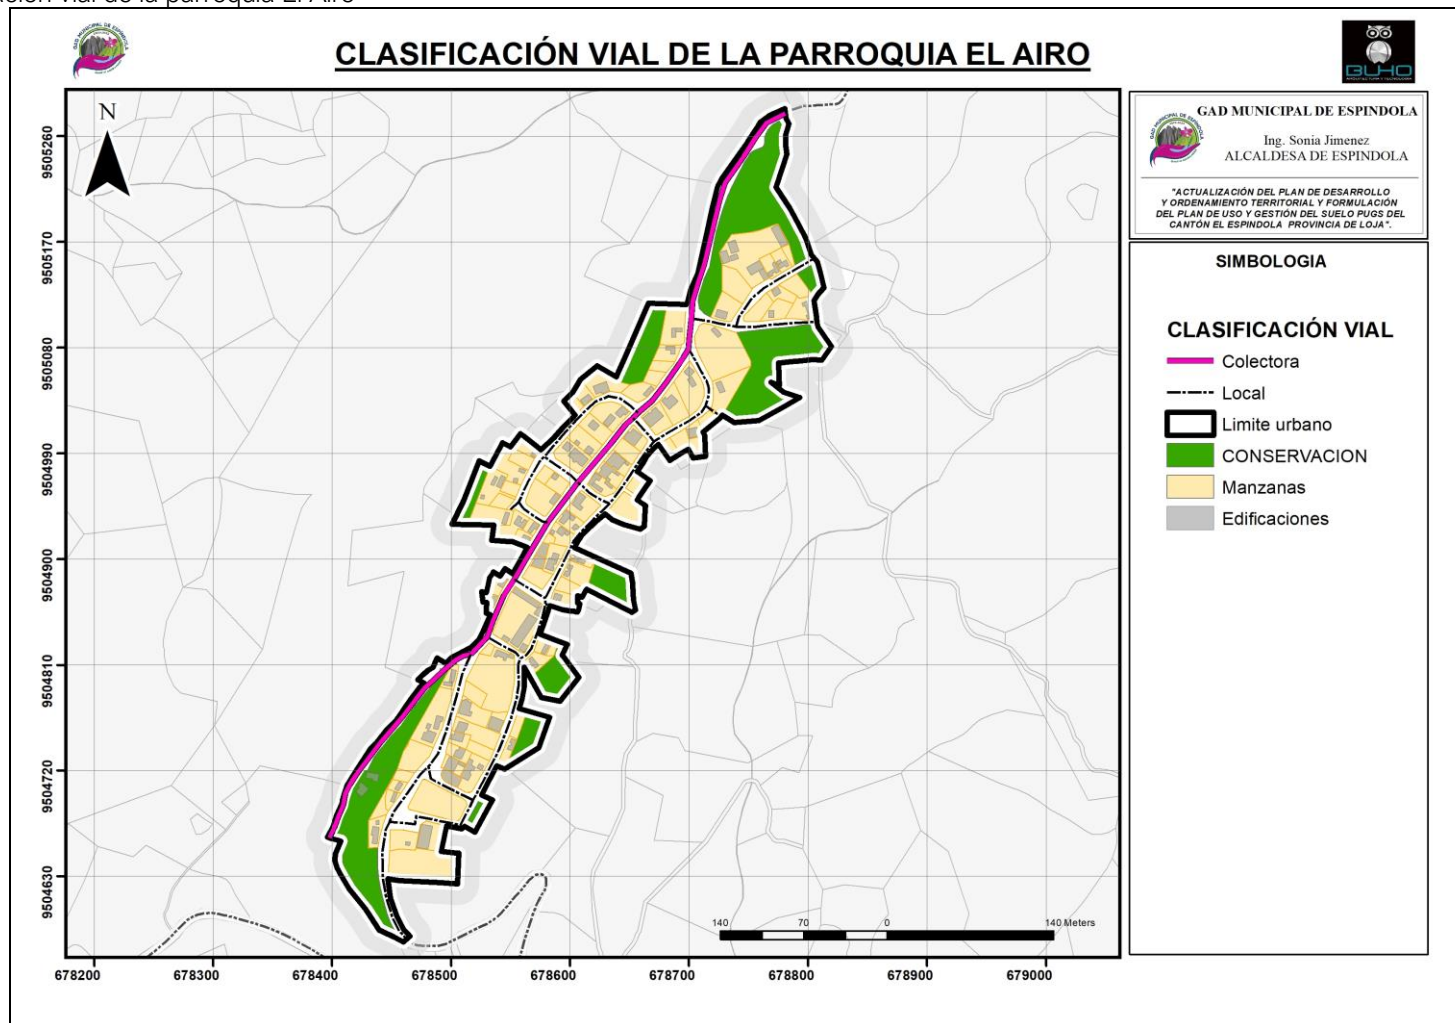 CLASIFICACIÓN VIAL DE LA PARROQUIA EL AIRO
BUHO
N
GAD MUNICIPAL DE ESPINDOLA
Ing. Sonia Jimenez
ALCALDESA DE ESPINDOLA
"ACTUALIZACIÓN DEL PLAN DE DESARROLLO
Y ORDENAMIENTO TERRITORIAL Y FORMULACIÓN
DEL PLAN DE USO Y GESTIÓN DEL SUELO PUGS DEL
CANTÓN EL ESPINDOLA PROVINCIA DE LOJA".
SIMBOLOGIA
CLASIFICACIÓN VIAL
Colectora
Local
Limite urbano
CONSERVACION
Manzanas
Edificaciones
9505260
9505170
9505080
9504990
9504900
9504810
9504720
9504630
140 70 0 140 Meters
678200 678300 678400 678500 678600 678700 678800 678900 679000